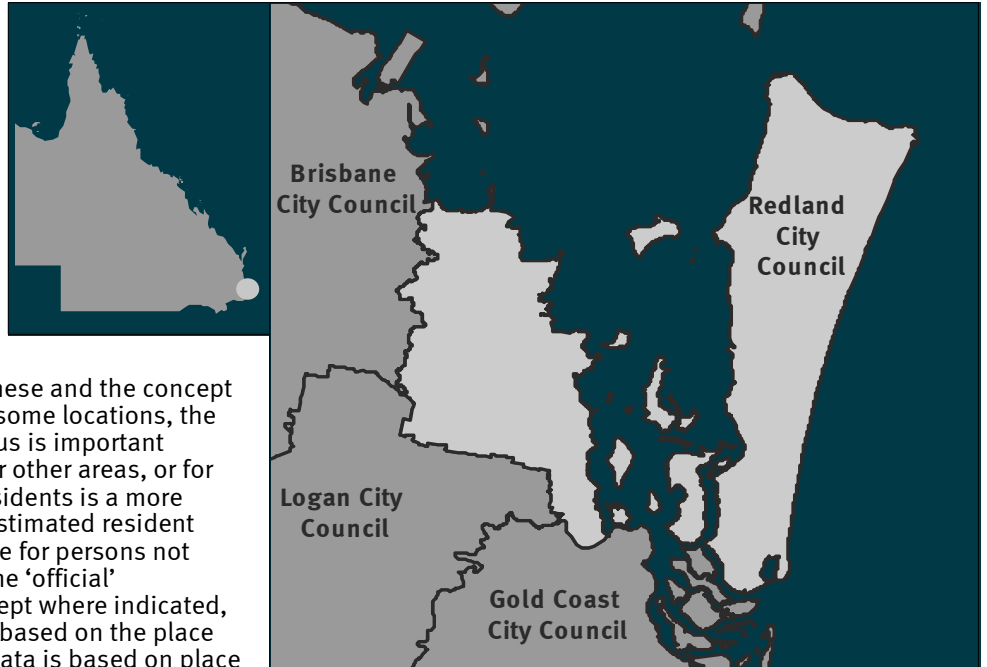 Brisbane
City Council
Redland
City
Council
Logan City
Council
Gold Coast
City Council
nese and the concept
some locations, the
us is important
r other areas, or for
sidents is a more
stimated resident
e for persons not
ne ‘official’
ept where indicated,
based on the place
ata is based on place